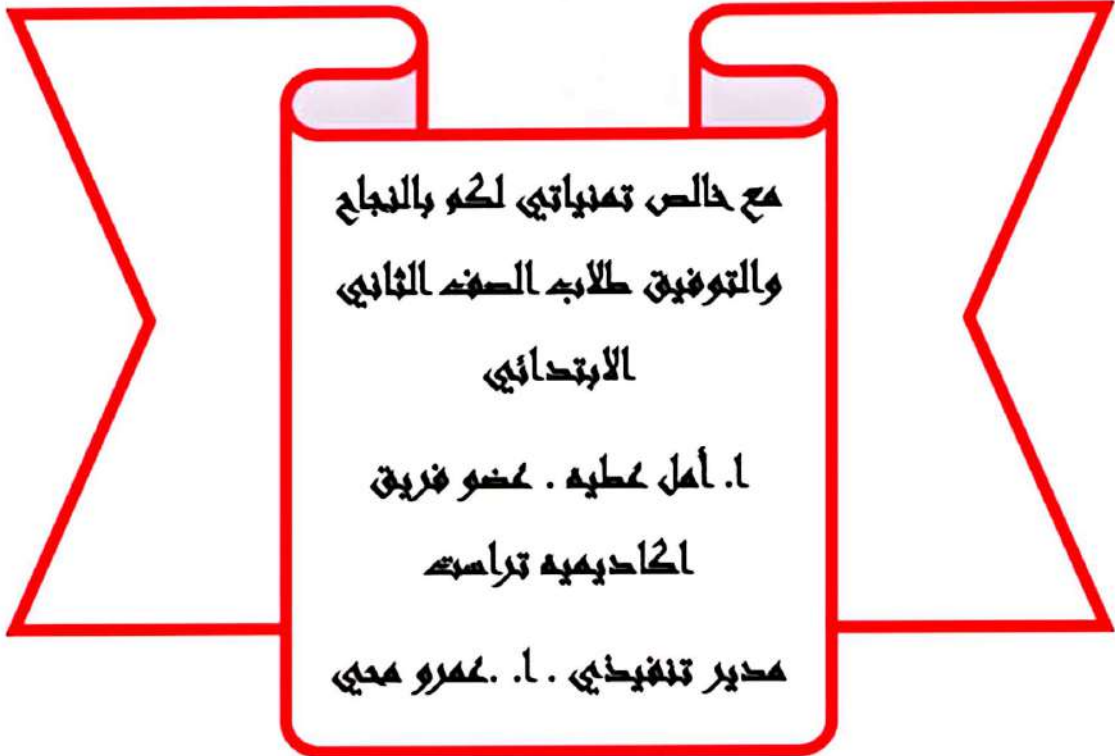 مع خالص تمنياتي لكم بالنجاح
والتوفيق طلاب الصف الثاني
الابتدائي
ا. أمل عطيه . عضو فريق
اكاديميه تراست
مدير تنفيذي . ا. .عمرو محي